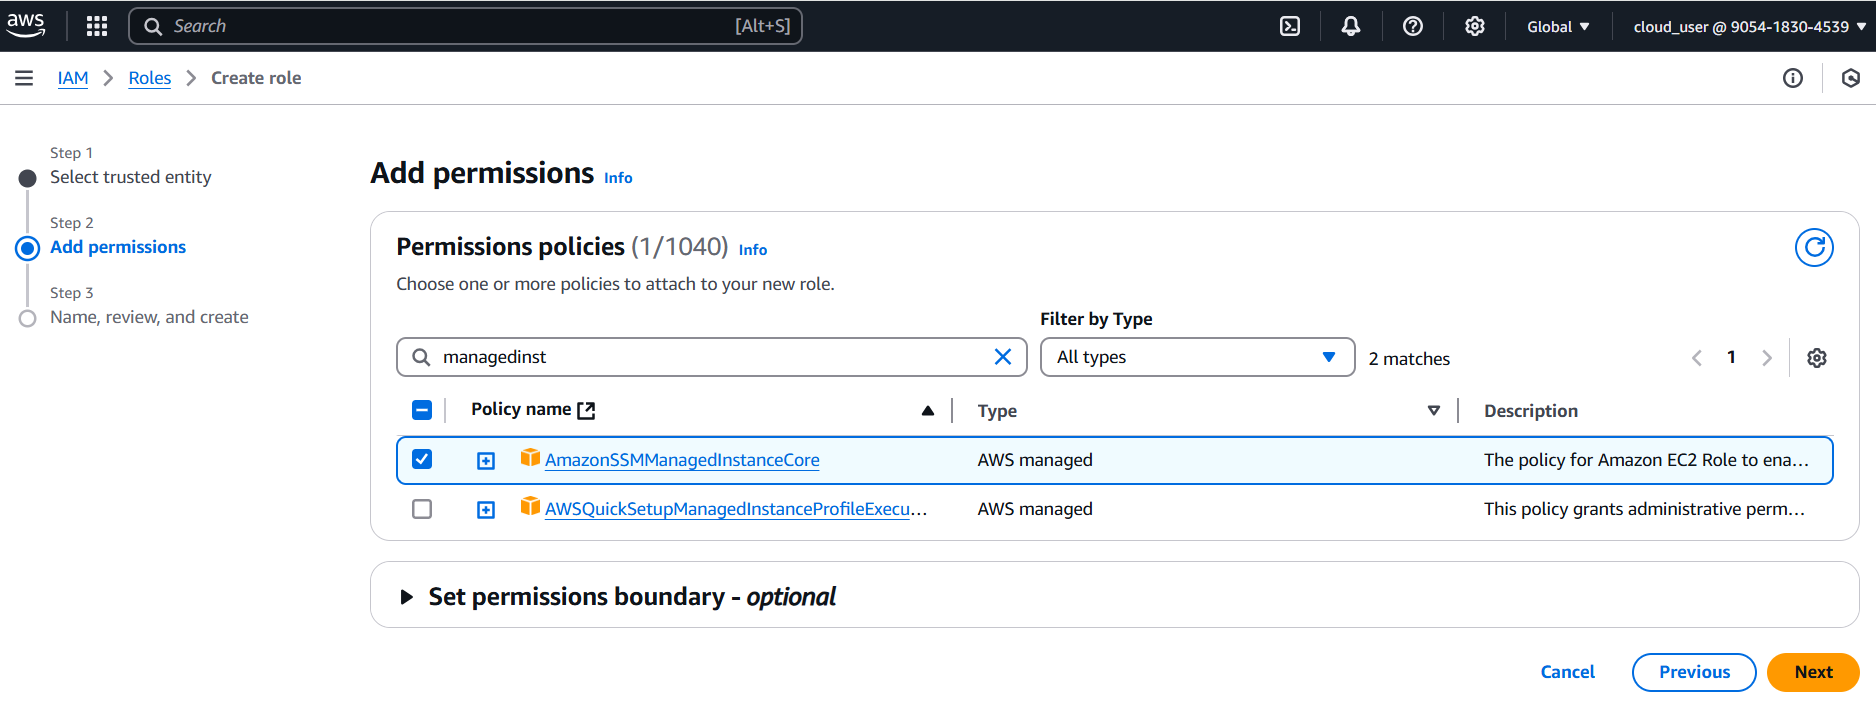 aws Search [Alt+S] Global cloud_user @ 9054-1830-4539
IAM Roles Create role
Step 1
Select trusted entity
Step 2
Add permissions
Step 3
Name, review, and create
Add permissions Info
Permissions policies (1/1040) Info
Choose one or more policies to attach to your new role.
Filter by Type
managedinst All types 2 matches 1
Policy name Type Description
AmazonSSMManagedInstanceCore AWS managed The policy for Amazon EC2 Role to ena...
AWSQuickSetupManagedInstanceProfileExecu... AWS managed This policy grants administrative perm...
Set permissions boundary - optional
Cancel Previous Next